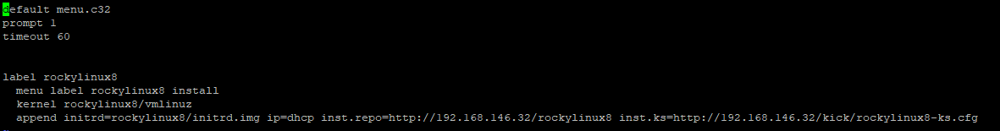 default menu.c32
prompt 1
timeout 60
label rockylinux8
menu label rockylinux8 install
kernel rockylinux8/vmlinuz
append initrd=rockylinux8/initrd.img ip=dhcp inst.repo=http://192.168.146.32/rockylinux8 inst.ks=http://192.168.146.32/kick/rockylinux8-ks.cfg